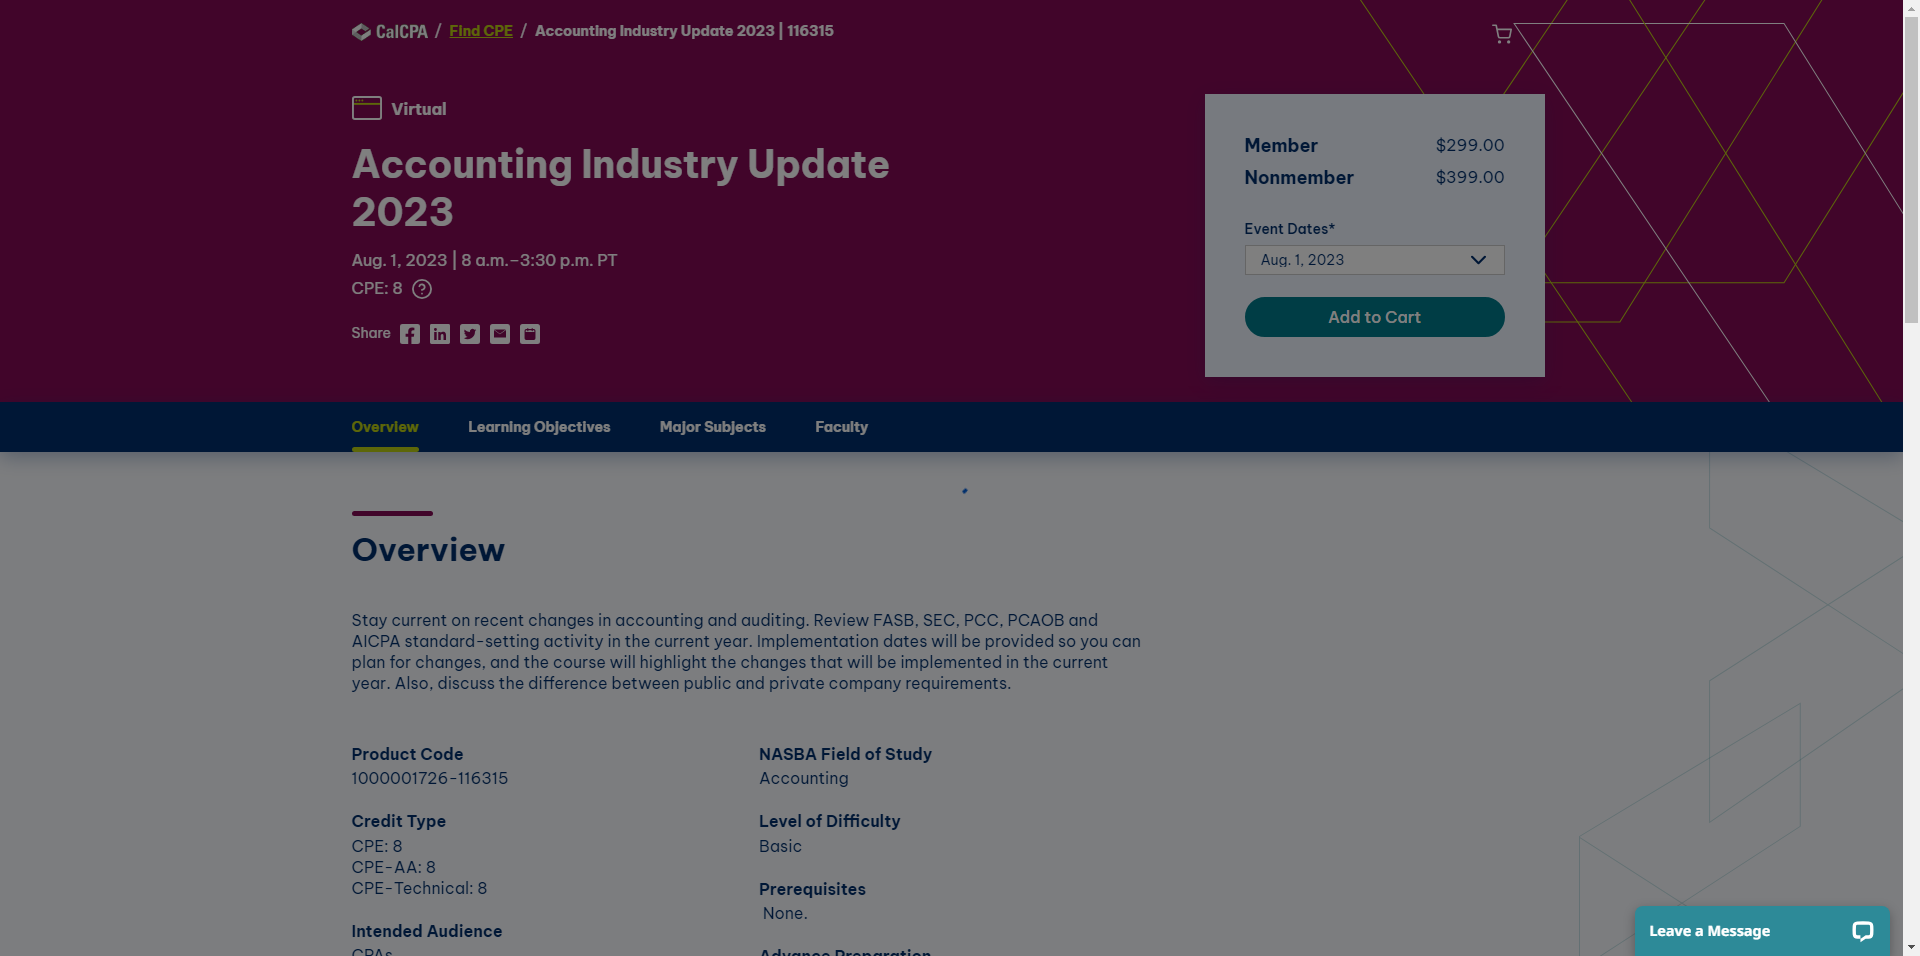 CalCPA / Find CPE / Accounting Industry Update 2023 | 116315
Virtual
Accounting Industry Update
2023
Aug. 1, 2023 | 8 a.m.–3:30 p.m. PT
CPE: 8 ?
Share
Member $299.00
Nonmember $399.00
Event Dates*
Aug. 1, 2023
Add to Cart
Overview Learning Objectives Major Subjects Faculty
Overview
Stay current on recent changes in accounting and auditing. Review FASB, SEC, PCC, PCAOB and
AICPA standard-setting activity in the current year. Implementation dates will be provided so you can
plan for changes, and the course will highlight the changes that will be implemented in the current
year. Also, discuss the difference between public and private company requirements.
Product Code
1000001726-116315
Credit Type
CPE: 8
CPE-AA: 8
CPE-Technical: 8
Intended Audience
CPAs
NASBA Field of Study
Accounting
Level of Difficulty
Basic
Prerequisites
None.
Advance Preparation
Leave a Message